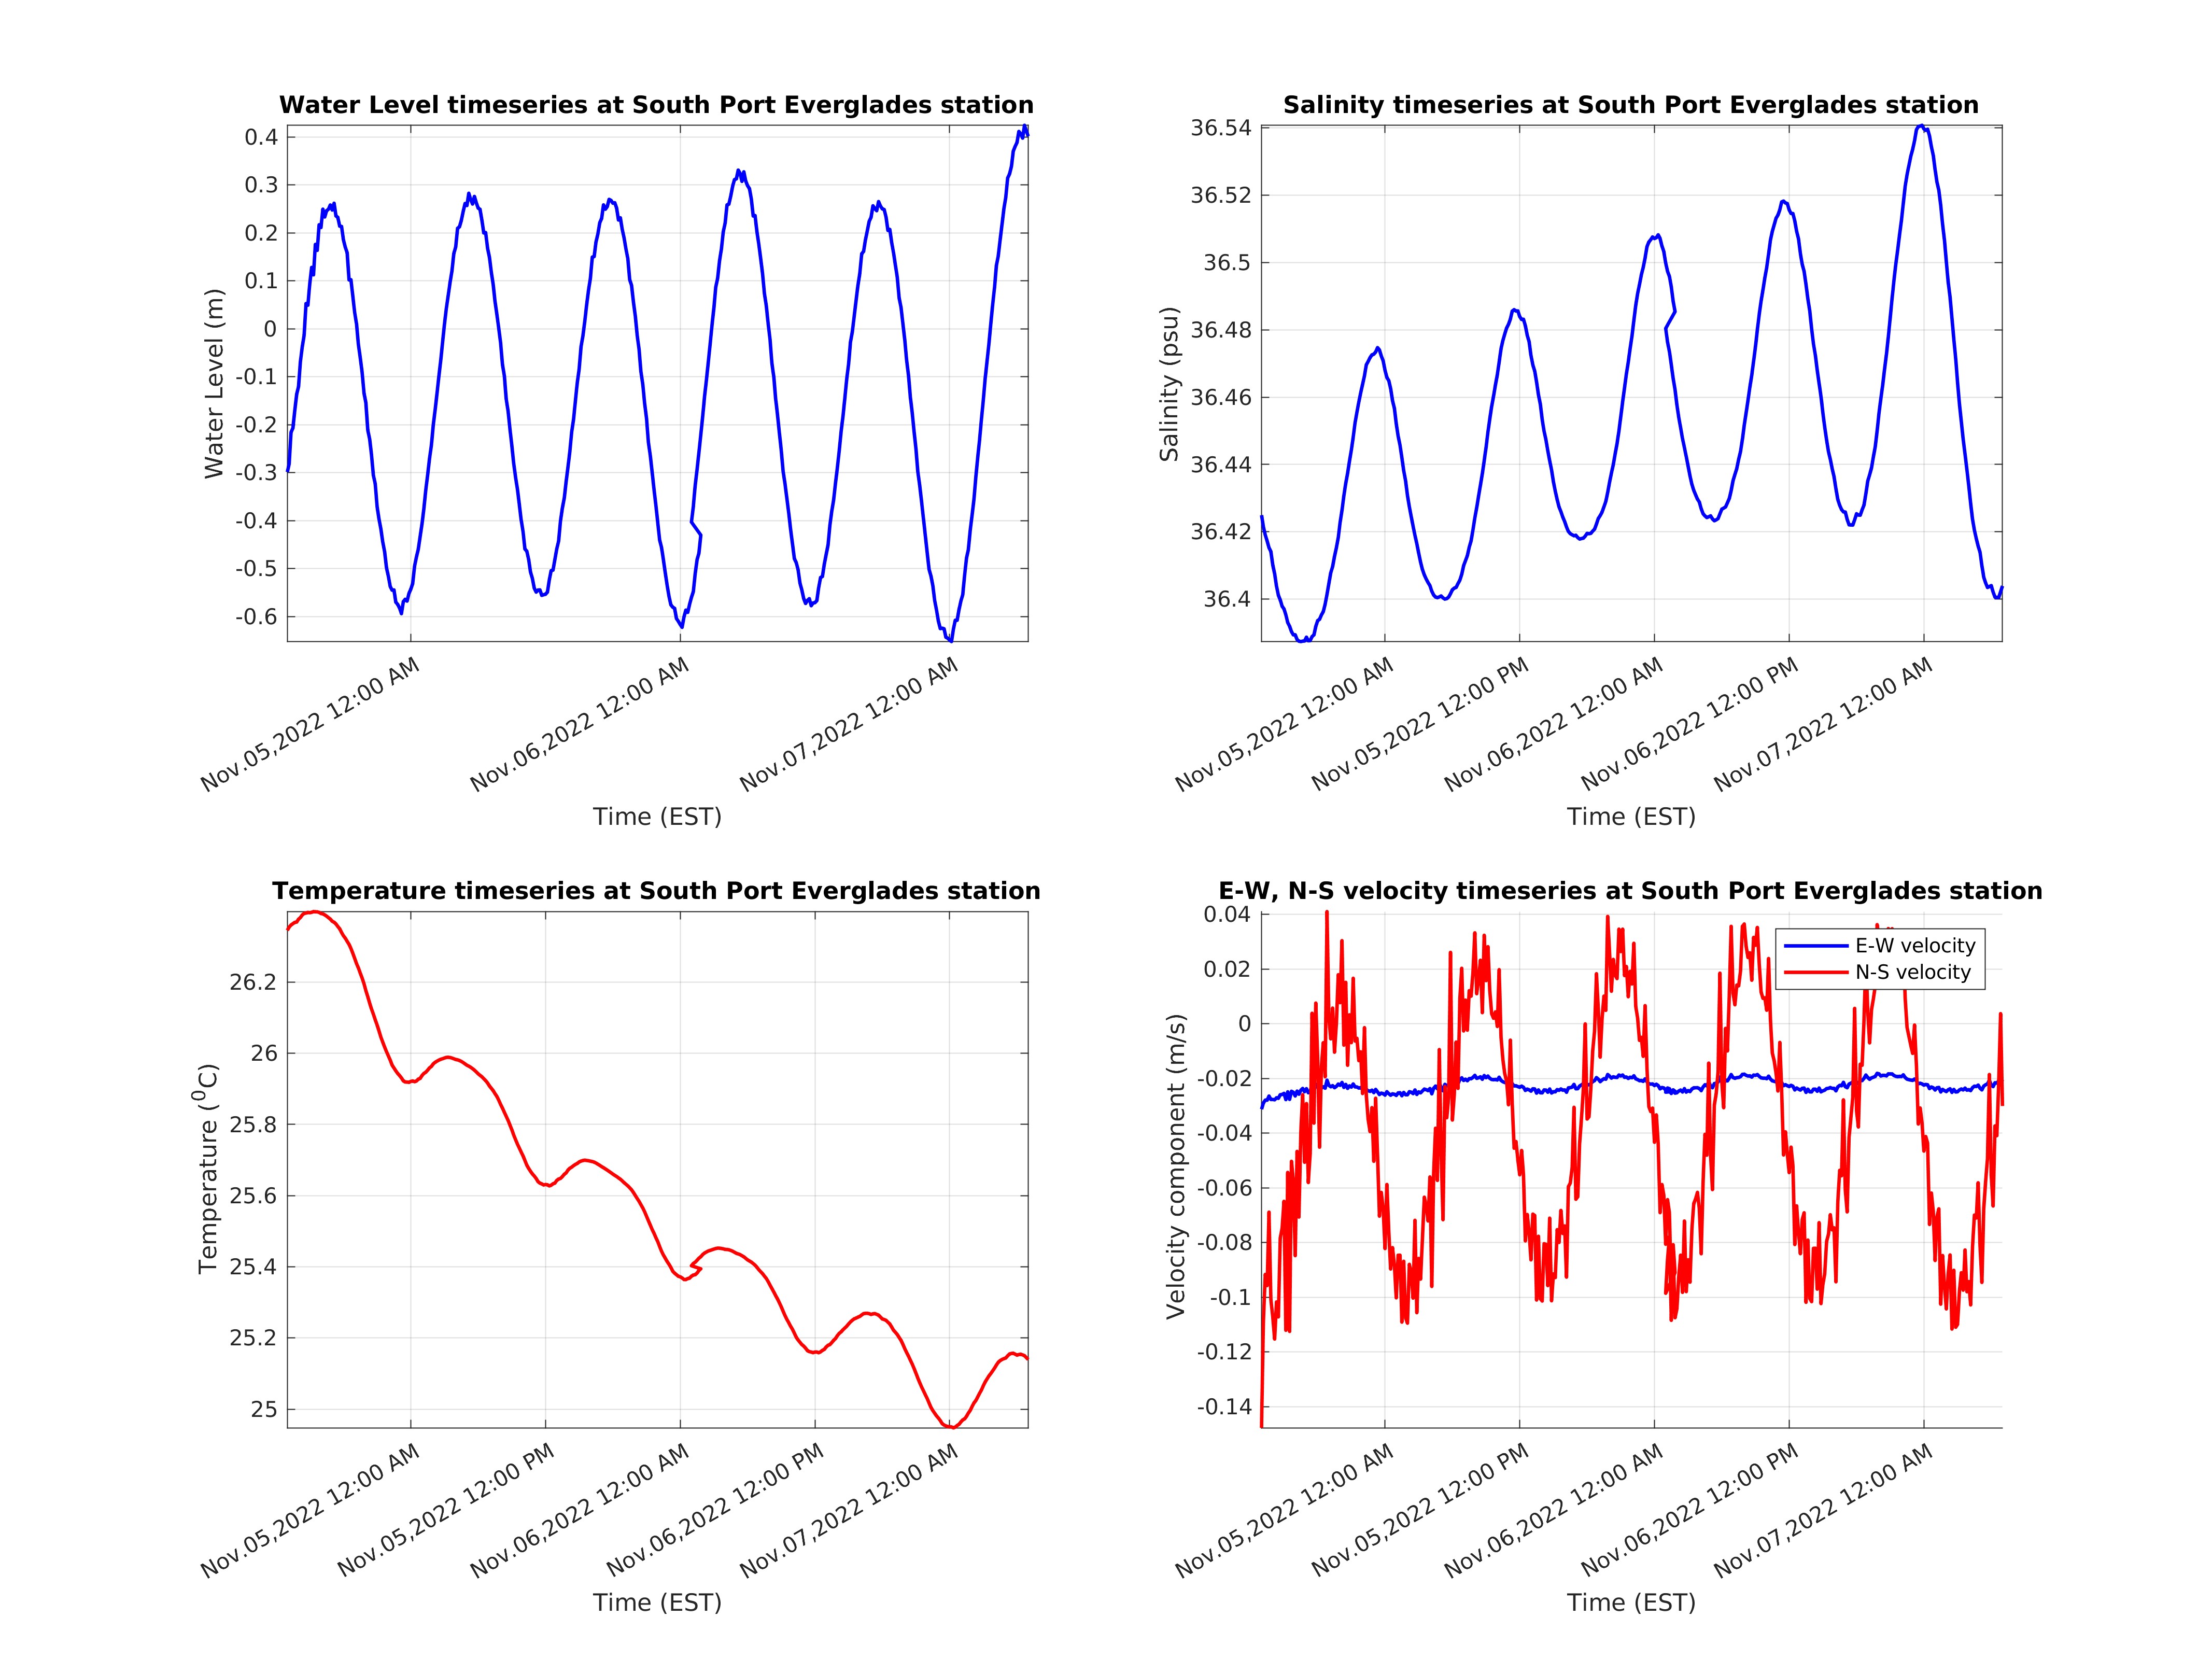 Water Level timeseries at South Port Everglades station
0.4
0.3
0.2
0.1
0
-0.1
-0.2
-0.3
-0.4
-0.5
-0.6
Water Level (m)
Nov.05,2022 12:00 AM
Nov.06,2022 12:00 AM
Nov.07,2022 12:00 AM
Time (EST)
Salinity timeseries at South Port Everglades station
36.54
36.52
36.5
36.48
36.46
36.44
36.42
36.4
Salinity (psu)
Nov.05,2022 12:00 AM
Nov.05,2022 12:00 PM
Nov.06,2022 12:00 AM
Nov.06,2022 12:00 PM
Nov.07,2022 12:00 AM
Time (EST)
Temperature timeseries at South Port Everglades station
26.2
26
25.8
25.6
25.4
25.2
25
Temperature (⁰C)
Nov.05,2022 12:00 AM
Nov.05,2022 12:00 PM
Nov.06,2022 12:00 AM
Nov.06,2022 12:00 PM
Nov.07,2022 12:00 AM
Time (EST)
E-W, N-S velocity timeseries at South Port Everglades station
0.04
0.02
0
-0.02
-0.04
-0.06
-0.08
-0.1
-0.12
-0.14
Velocity component (m/s)
E-W velocity
N-S velocity
Nov.05,2022 12:00 AM
Nov.05,2022 12:00 PM
Nov.06,2022 12:00 AM
Nov.06,2022 12:00 PM
Nov.07,2022 12:00 AM
Time (EST)